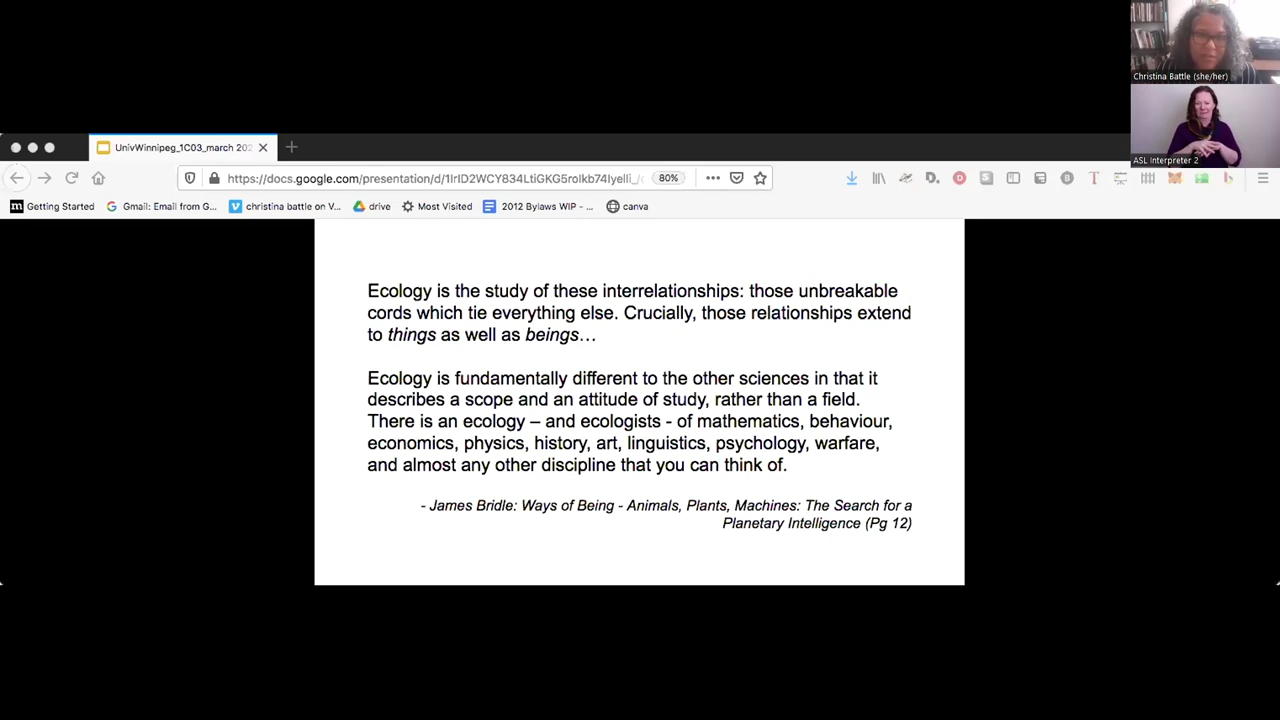 Christina Battle (she/her)
ASL Interpreter 2
UnivWinnipeg_1C03_march 202
https://docs.google.com/presentation/d/
80%
Getting Started
Gmail: Email from G...
christina battle on V...
drive
Most Visited
2012 Bylaws WIP - ...
canva
Ecology is the study of these interrelationships: those unbreakable
cords which tie everything else. Crucially, those relationships extend
to things as well as beings…
Ecology is fundamentally different to the other sciences in that it
describes a scope and an attitude of study, rather than a field.
There is an ecology – and ecologists - of mathematics, behaviour,
economics, physics, history, art, linguistics, psychology, warfare,
and almost any other discipline that you can think of.
- James Bridle: Ways of Being - Animals, Plants, Machines: The Search for a
Planetary Intelligence (Pg 12)